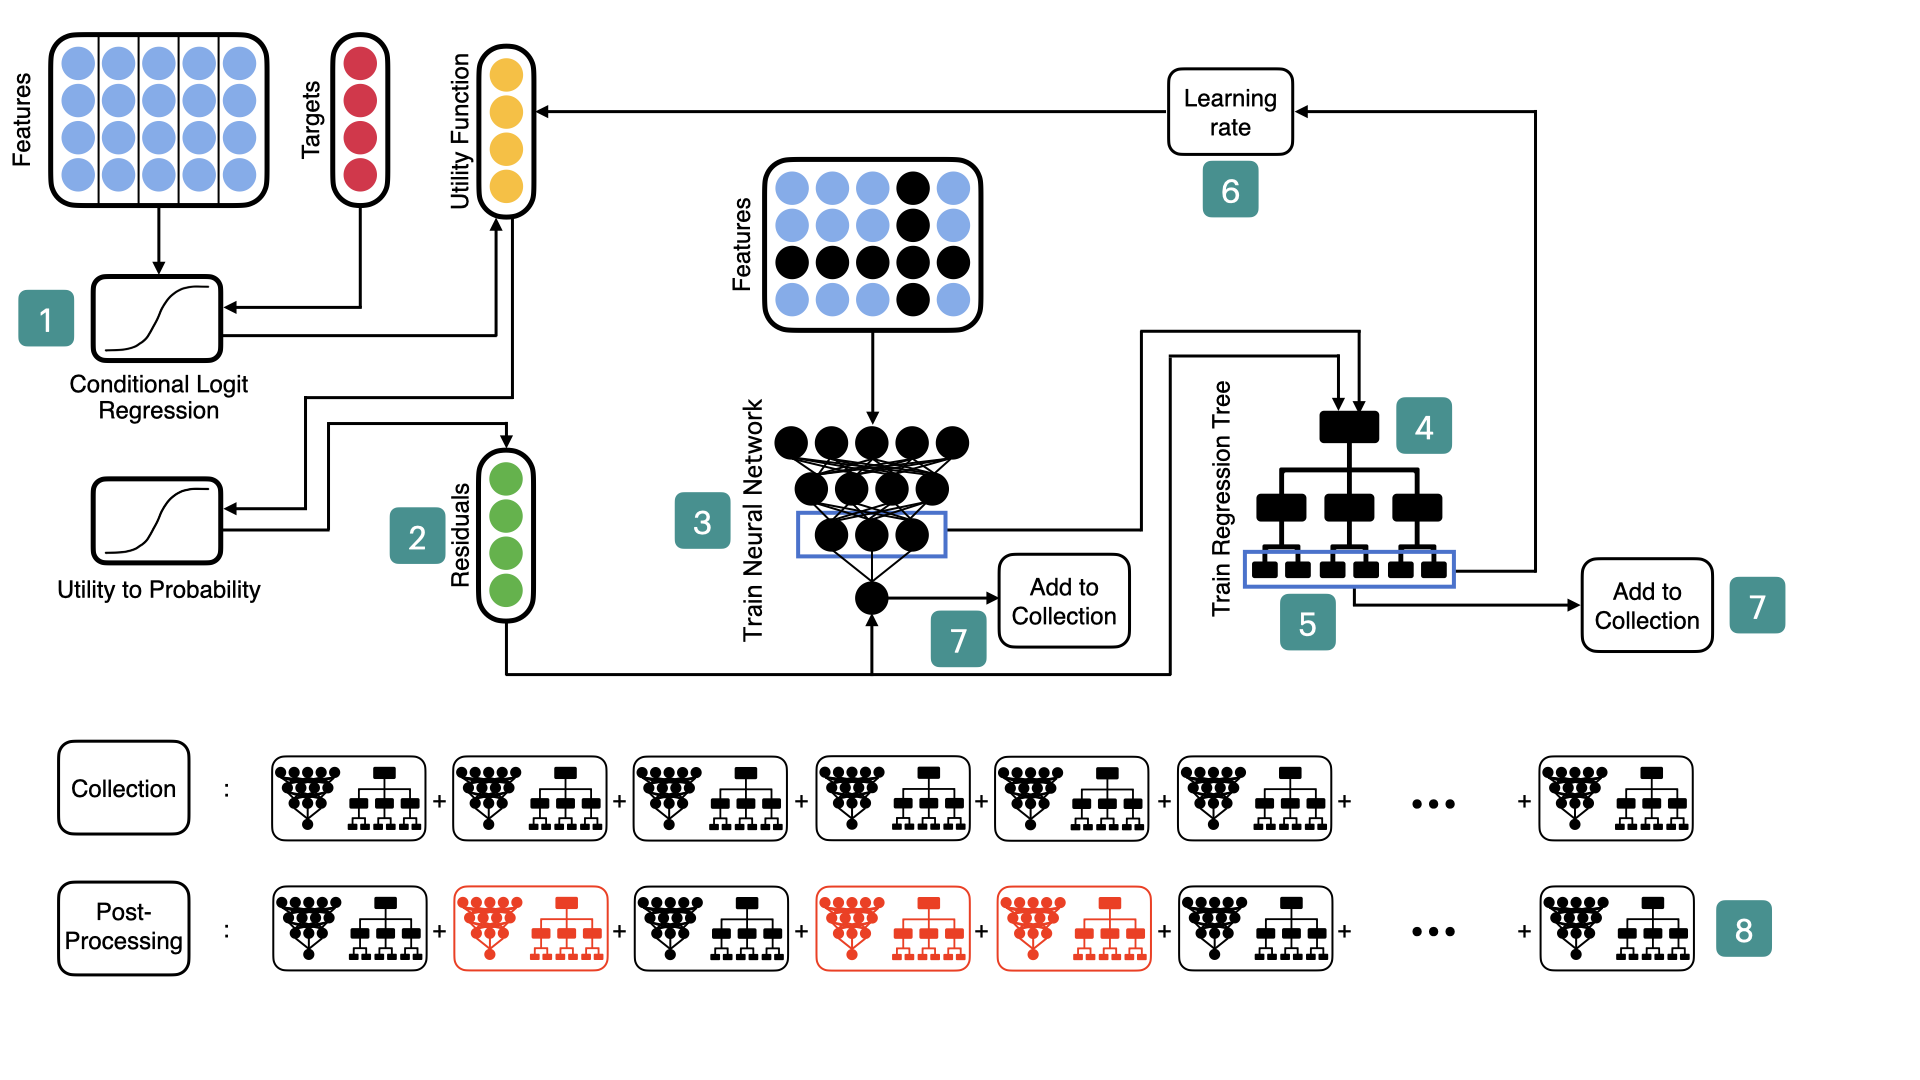 Features
Targets
Utility Function
Learning
rate
6
Features
1
Conditional Logit
Regression
Utility to Probability
2
Residuals
3
Train Neural Network
Add to
Collection
7
Train Regression Tree
4
5
Add to
Collection
7
Collection
:
+
+
+
+
+
+
...
+
Post-
Processing
:
+
+
+
+
+
+
...
+
8